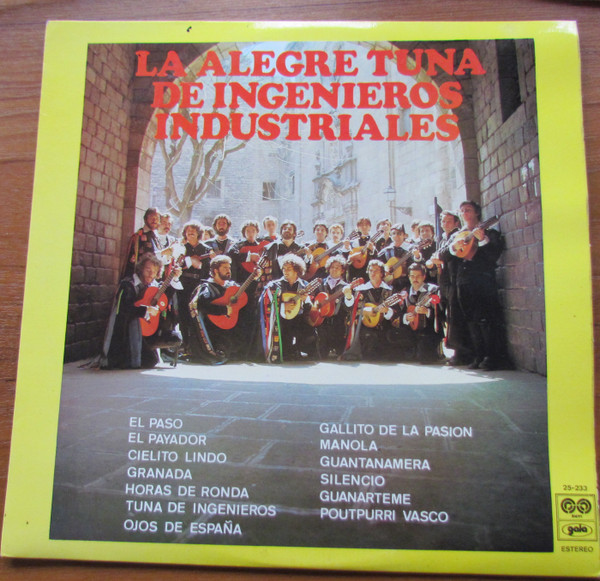 LA ALEGRE TUNA
DE INGENIEROS
INDUSTRIALES
EL PASO
EL PAYADOR
CIELITO LINDO
GRANADA
HORAS DE RONDA
TUNA DE INGENIEROS
OJOS DE ESPAÑA
GALLITO DE LA PASION
MANOLA
GUANTANAMERA
SILENCIO
GUANARTEME
POUTPURRI VASCO
25-233
gala
ESTEREO